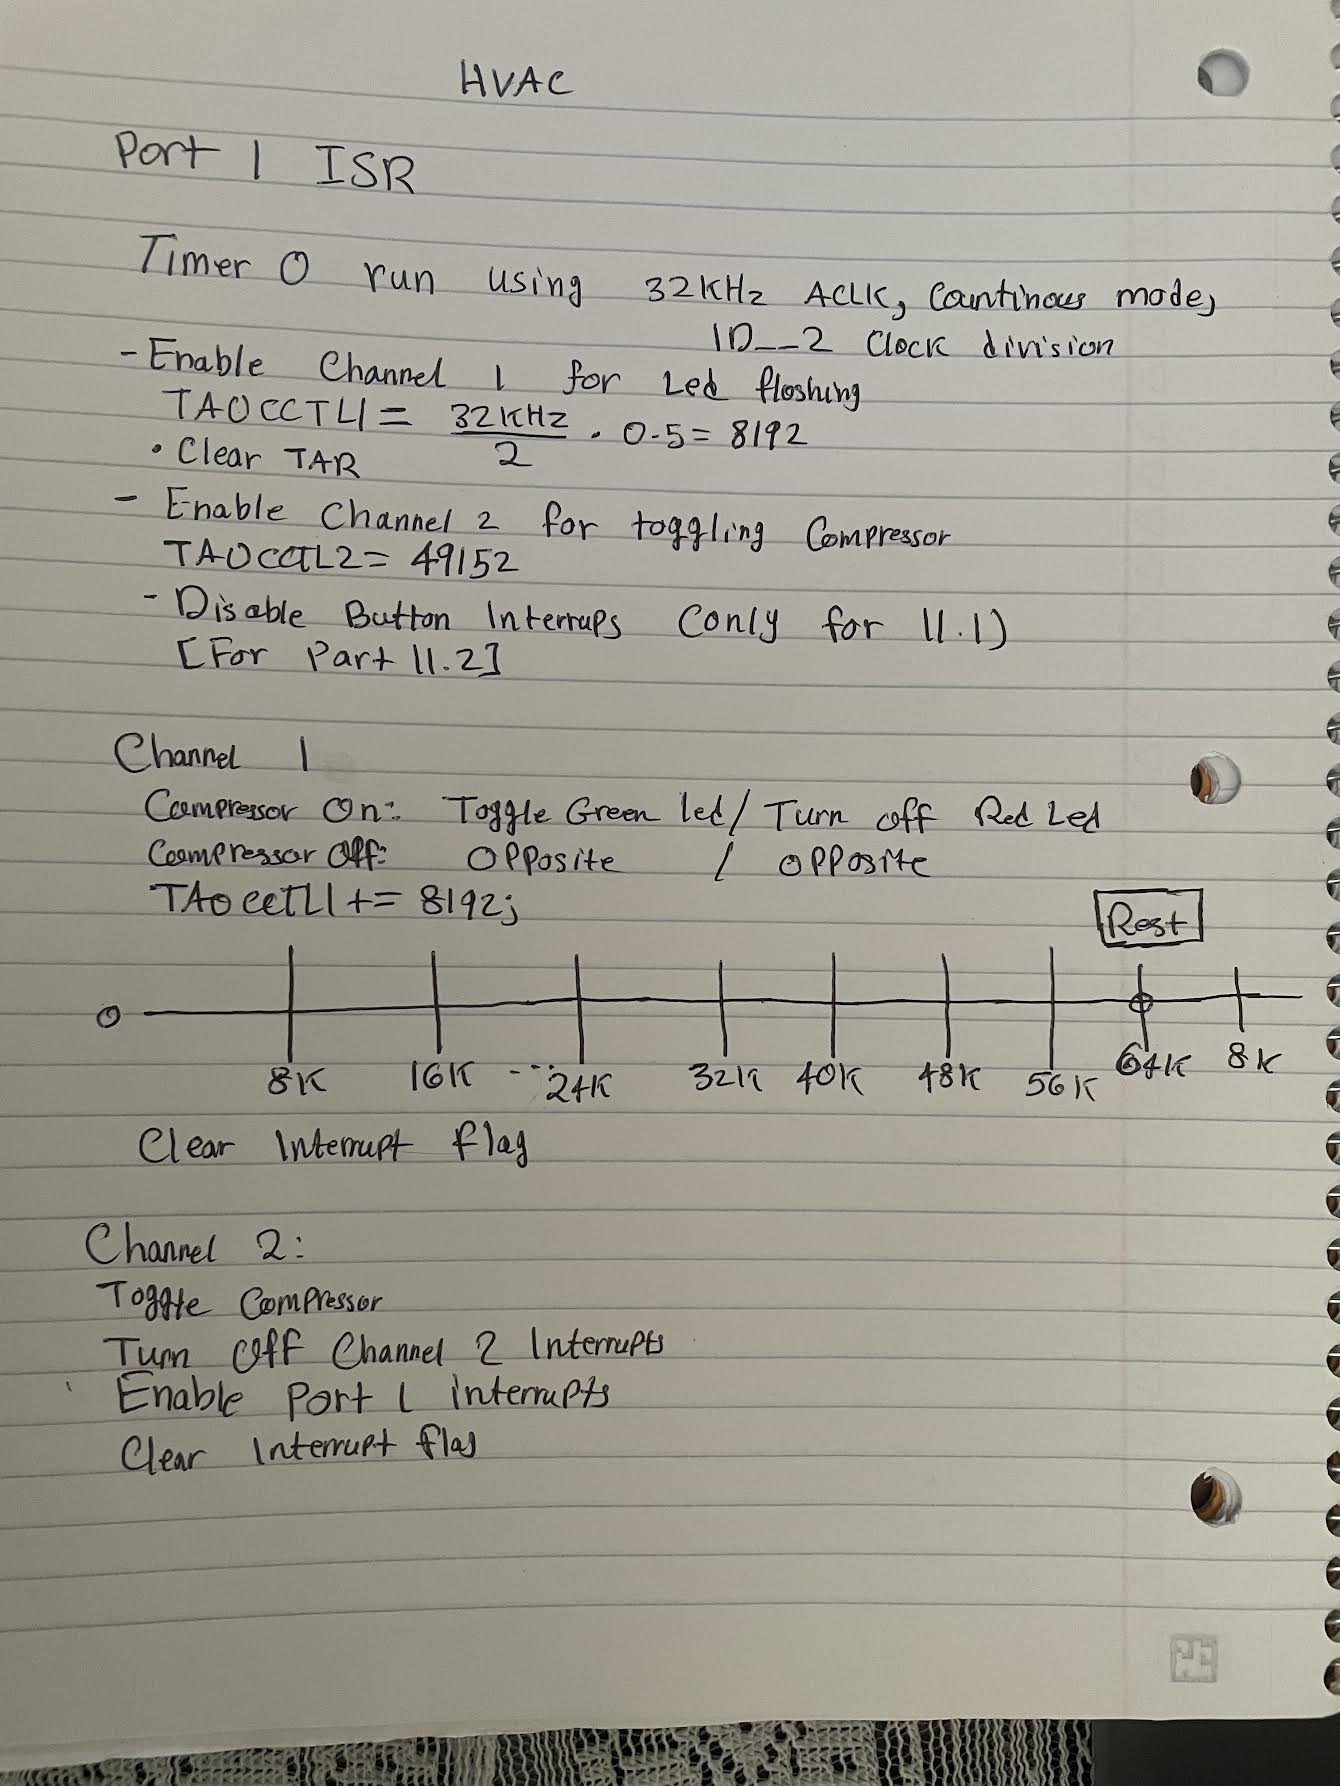 HVAC
Port 1 ISR
Timer 0 run using 32KHz ACLK, Countinous mode,
ID__2 Clock division
- Enable Channel 1 for Led flashing
TA0CCTL1 = 32KHz / 2 · 0.5 = 8192
• Clear TAR
- Enable Channel 2 for toggling Compressor
TA0CCTL2 = 49152
- Disable Button Interrups (only for 11.1)
[For Part 11.2]
Channel 1
Compressor On: Toggle Green led / Turn off Red Led
Compressor Off: Opposite / Opposite
TA0CCTL1 += 8192;
Rest
0
8K 16K --- 24K 32K 40K 48K 56K 64K 8K
Clear Interrupt flag
Channel 2:
Toggle Compressor
Turn Off Channel 2 Interrupts
Enable Port 1 interrupts
Clear Interrupt flag